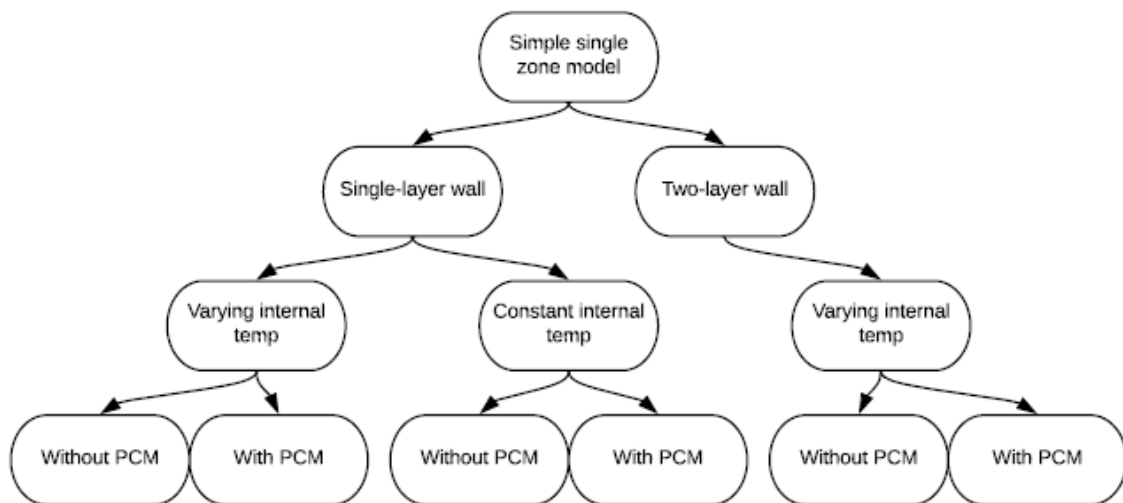 Simple single
zone model
Single-layer wall
Two-layer wall
Varying internal
temp
Constant internal
temp
Varying internal
temp
Without PCM
With PCM
Without PCM
With PCM
Without PCM
With PCM